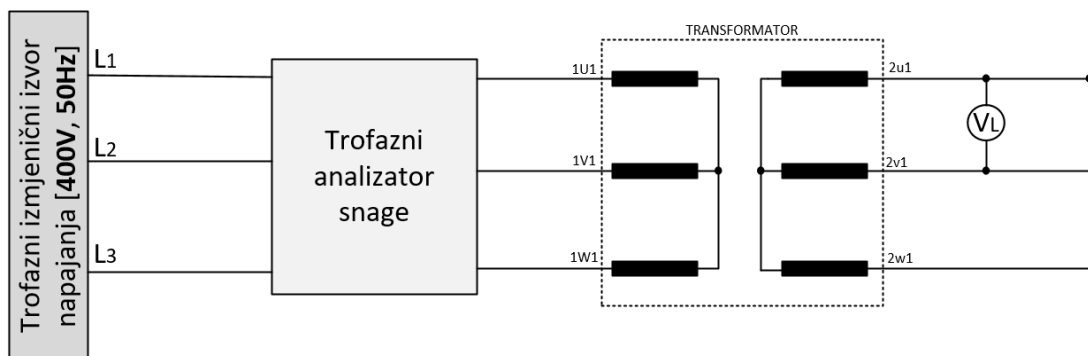 Trofazni izmjenični izvor
napajanja [400V, 50Hz]
L1
L2
L3
Trofazni
analizator
snage
TRANSFORMATOR
1U1
1V1
1W1
2u1
2v1
2w1
VL